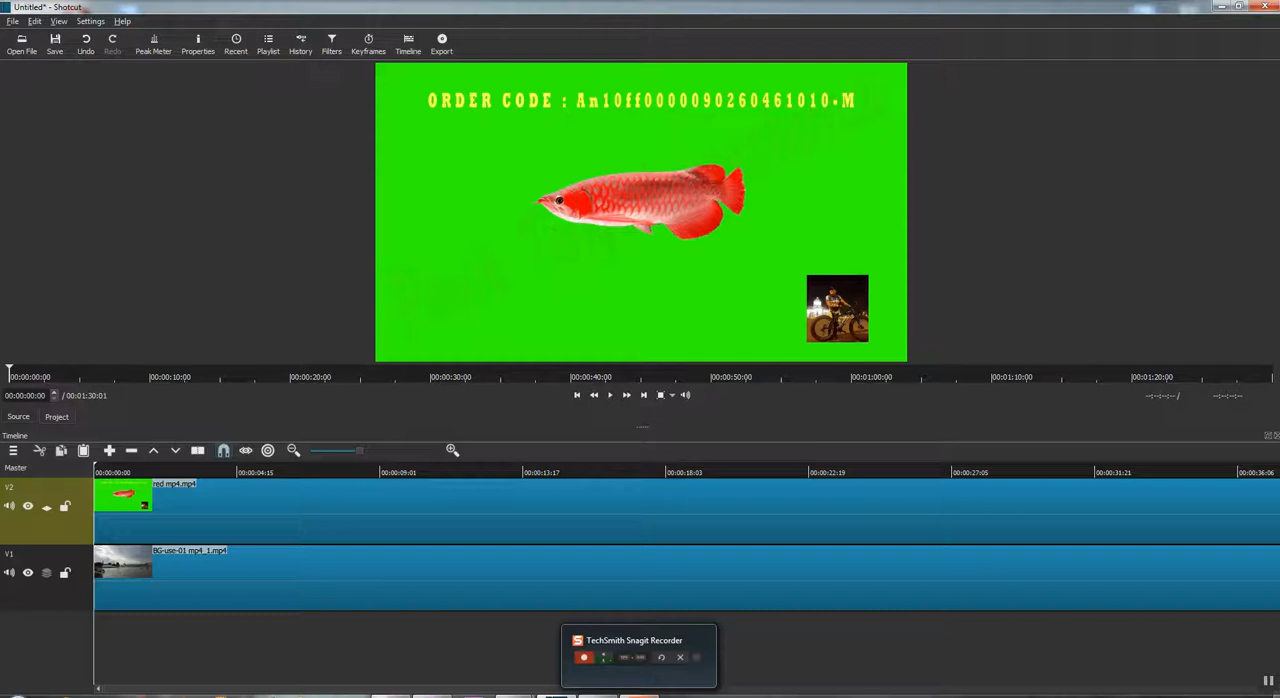 Untitled* - Shotcut
File Edit View Settings Help
Open File Save Undo Redo Peak Meter Properties Recent Playlist History Filters Keyframes Timeline Export
ORDER CODE : An10ff0000090260461010-M
00:00:00:00 00:00:10:00 00:00:20:00 00:00:30:00 00:00:40:00 00:00:50:00 00:01:00:00 00:01:10:00 00:01:20:00
00:00:00:00 / 00:01:30:01 --:--:--:-- / --:--:--:--
Source Project
Timeline
Master 00:00:00:00 00:00:04:15 00:00:09:01 00:00:13:17 00:00:18:03 00:00:22:19 00:00:27:05 00:00:31:21 00:00:36:06
V2 red mp4.mp4
V1 BG-use-01 mp4_1.mp4
TechSmith Snagit Recorder